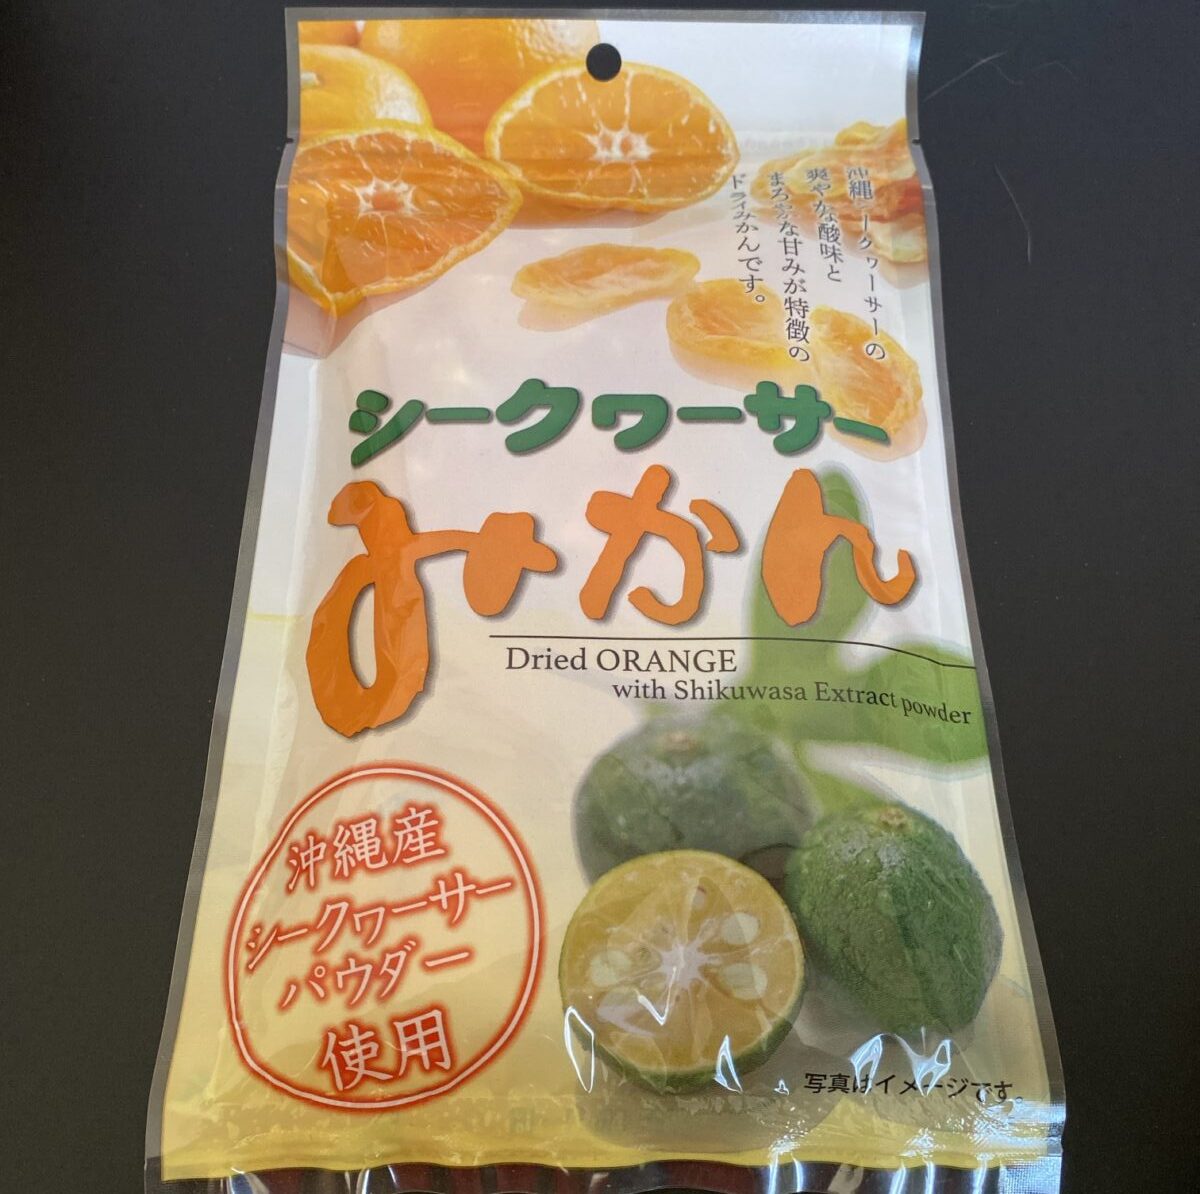 沖縄シークヮーサーの
爽やかな酸味と
まろやかな甘みが特徴の
ドライみかんです。
シークヮーサー
みかん
Dried ORANGE
with Shikuwasa Extract powder
沖縄産
シークヮーサー
パウダー
使用
写真はイメージです。